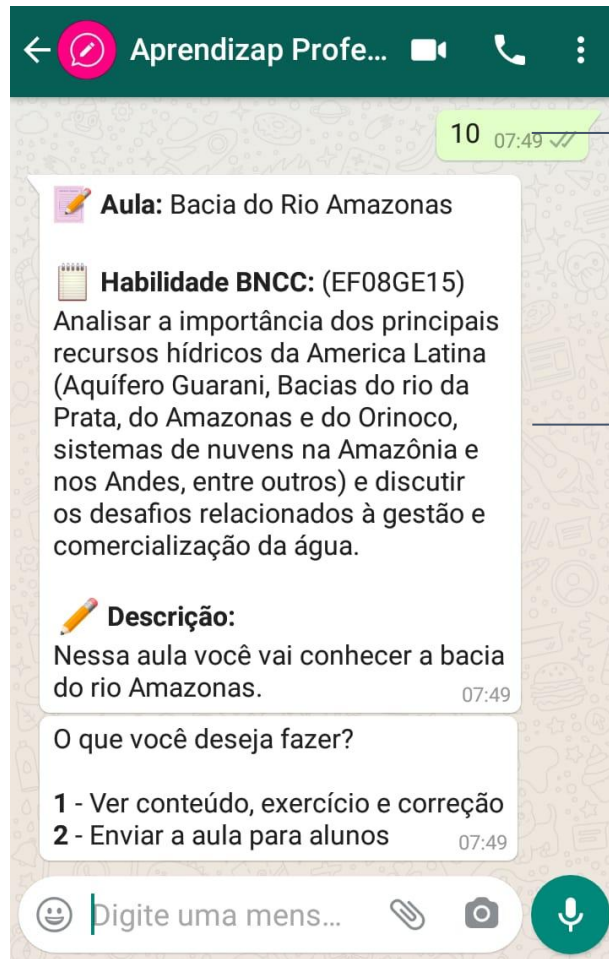 Aprendizap Profe...
10 07:49
Aula: Bacia do Rio Amazonas
Habilidade BNCC: (EF08GE15)
Analisar a importância dos principais
recursos hídricos da America Latina
(Aquífero Guarani, Bacias do rio da
Prata, do Amazonas e do Orinoco,
sistemas de nuvens na Amazônia e
nos Andes, entre outros) e discutir
os desafios relacionados à gestão e
comercialização da água.
Descrição:
Nessa aula você vai conhecer a bacia
do rio Amazonas. 07:49
O que você deseja fazer?
1 - Ver conteúdo, exercício e correção
2 - Enviar a aula para alunos 07:49
Digite uma mens...